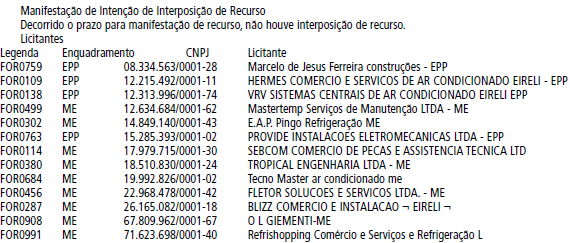 Manifestação de Intenção de Interposição de Recurso
Decorrido o prazo para manifestação de recurso, não houve interposição de recurso.
Licitantes
Legenda Enquadramento CNPJ Licitante
FOR0759 EPP 08.334.563/0001-28 Marcelo de Jesus Ferreira construções - EPP
FOR0109 EPP 12.215.492/0001-11 HERMES COMERCIO E SERVICOS DE AR CONDICIONADO EIRELI - EPP
FOR0138 EPP 12.313.996/0001-74 VRV SISTEMAS CENTRAIS DE AR CONDICIONADO EIRELI EPP
FOR0499 ME 12.634.684/0001-62 Mastertemp Serviços de Manutenção LTDA - ME
FOR0302 ME 14.849.140/0001-43 E.A.P. Pingo Refrigeração ME
FOR0763 EPP 15.285.393/0001-02 PROVIDE INSTALACOES ELETROMECANICAS LTDA - EPP
FOR0114 ME 17.979.715/0001-30 SEBCOM COMERCIO DE PECAS E ASSISTENCIA TECNICA LTD
FOR0380 ME 18.510.830/0001-24 TROPICAL ENGENHARIA LTDA - ME
FOR0684 ME 19.992.826/0001-02 Tecno Master ar condicionado me
FOR0456 ME 22.968.478/0001-42 FLETOR SOLUCOES E SERVICOS LTDA. - ME
FOR0287 ME 26.165.082/0001-18 BLIZZ COMERCIO E INSTALACAO ¬ EIRELI ¬
FOR0908 ME 67.809.962/0001-67 O L GIEMENTI-ME
FOR0991 ME 71.623.698/0001-40 Refrishopping Comércio e Serviços e Refrigeração L